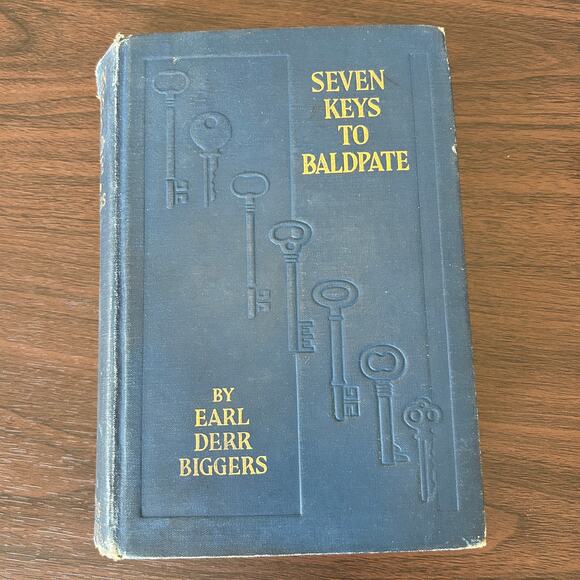 SEVEN
KEYS
TO
BALDPATE
BY
EARL
DERR
BIGGERS